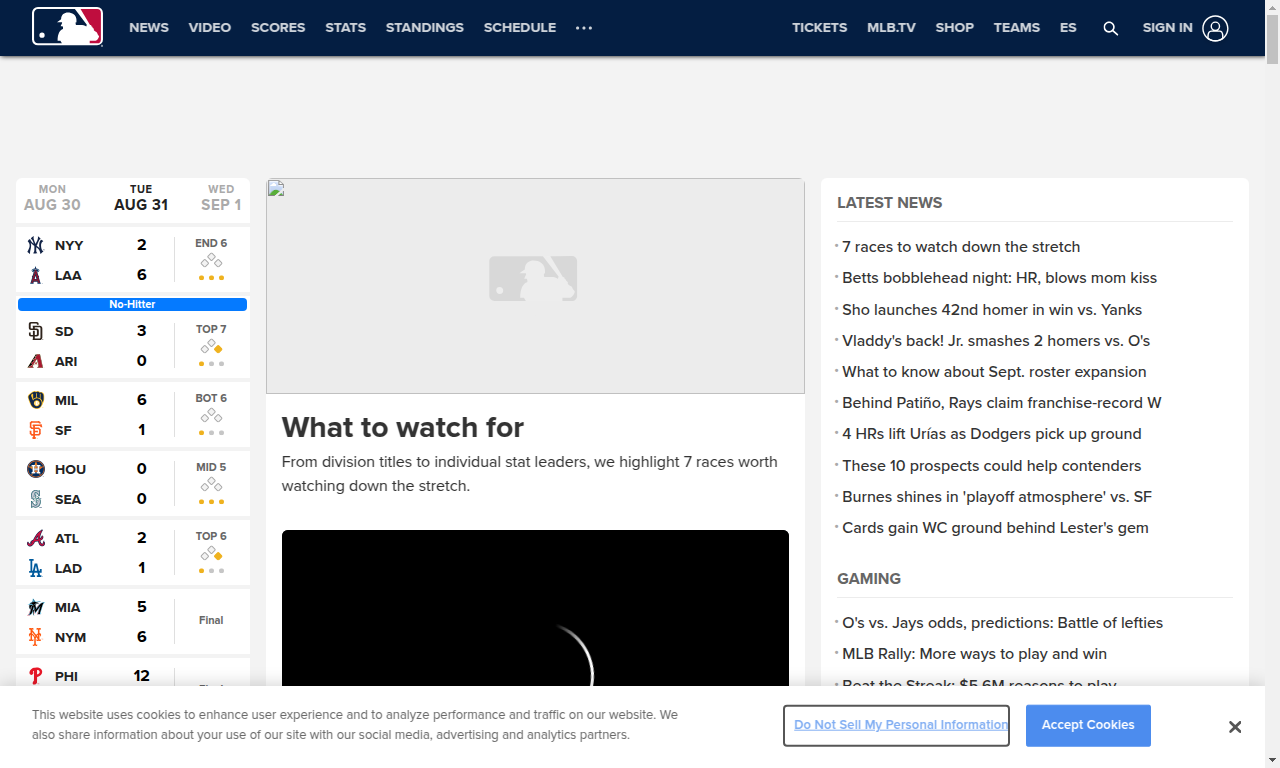 NEWS VIDEO SCORES STATS STANDINGS SCHEDULE ··· TICKETS MLB.TV SHOP TEAMS ES SIGN IN
MON TUE WED
AUG 30 AUG 31 SEP 1
NYY 2 END 6
LAA 6
No-Hitter
SD 3 TOP 7
ARI 0
MIL 6 BOT 6
SF 1
HOU 0 MID 5
SEA 0
ATL 2 TOP 6
LAD 1
MIA 5 Final
NYM 6
PHI 12
What to watch for
From division titles to individual stat leaders, we highlight 7 races worth
watching down the stretch.
LATEST NEWS
7 races to watch down the stretch
Betts bobblehead night: HR, blows mom kiss
Sho launches 42nd homer in win vs. Yanks
Vladdy's back! Jr. smashes 2 homers vs. O's
What to know about Sept. roster expansion
Behind Patiño, Rays claim franchise-record W
4 HRs lift Urías as Dodgers pick up ground
These 10 prospects could help contenders
Burnes shines in 'playoff atmosphere' vs. SF
Cards gain WC ground behind Lester's gem
GAMING
O's vs. Jays odds, predictions: Battle of lefties
MLB Rally: More ways to play and win
Beat the Streak: $5.6M reasons to play
This website uses cookies to enhance user experience and to analyze performance and traffic on our website. We
also share information about your use of our site with our social media, advertising and analytics partners.
Do Not Sell My Personal Information
Accept Cookies